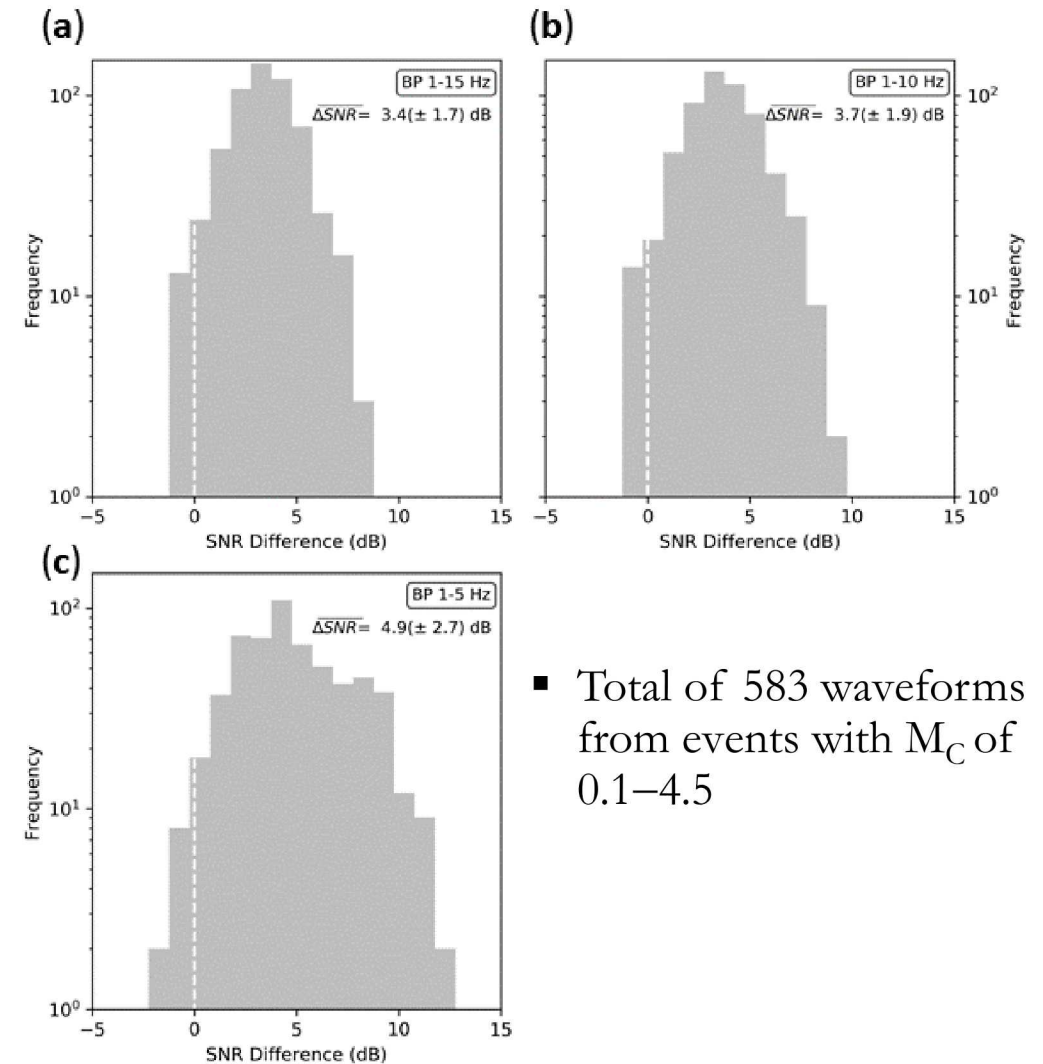 (a)
BP 1-15 Hz
ΔSNR= 3.4(± 1.7) dB
10²
10¹
10⁰
Frequency
−5 0 5 10 15
SNR Difference (dB)
(b)
BP 1-10 Hz
ΔSNR= 3.7(± 1.9) dB
10²
10¹
10⁰
Frequency
−5 0 5 10 15
SNR Difference (dB)
(c)
BP 1-5 Hz
ΔSNR= 4.9(± 2.7) dB
10²
10¹
10⁰
Frequency
−5 0 5 10 15
SNR Difference (dB)
▪ Total of 583 waveforms
from events with M_C of
0.1–4.5